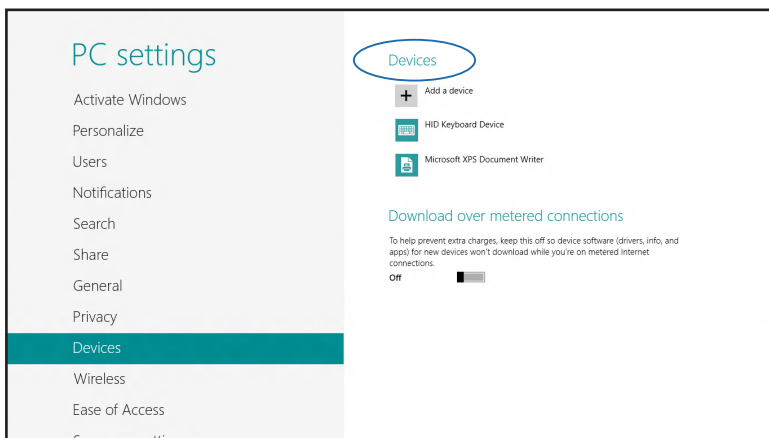 PC settings
Activate Windows
Personalize
Users
Notifications
Search
Share
General
Privacy
Devices
Wireless
Ease of Access
Devices
Add a device
HID Keyboard Device
Microsoft XPS Document Writer
Download over metered connections
To help prevent extra charges, keep this off so device software (drivers, info, and
apps) for new devices won't download while you're on metered Internet
connections.
Off